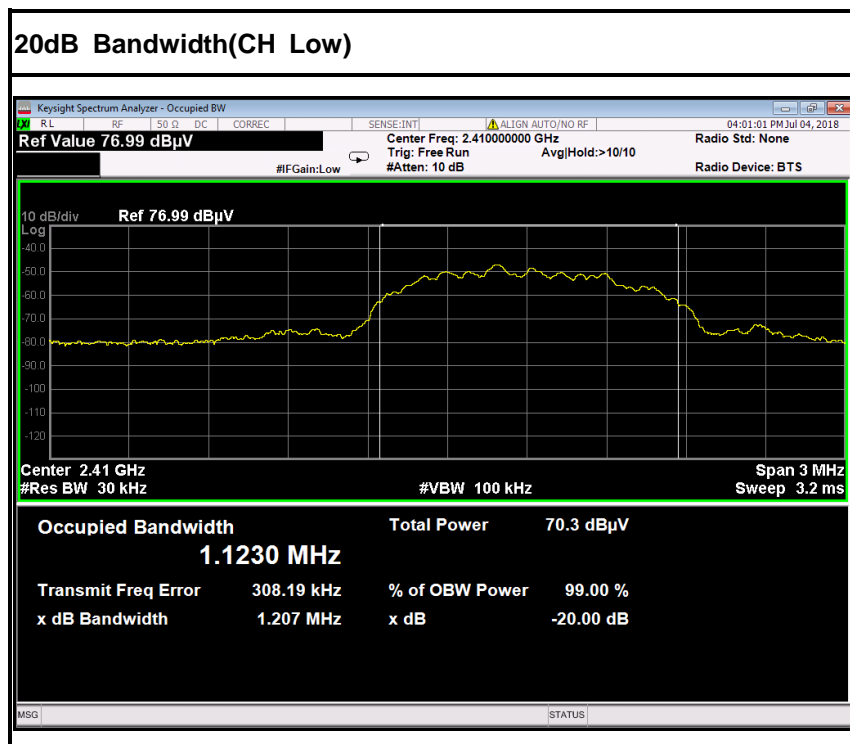 20dB Bandwidth(CH Low)
Keysight Spectrum Analyzer - Occupied BW
LXI RL RF 50 Ω DC CORREC SENSE:INT ALIGN AUTO/NO RF 04:01:01 PM Jul 04, 2018
Ref Value 76.99 dBµV Center Freq: 2.410000000 GHz Radio Std: None
Trig: Free Run Avg|Hold:>10/10
#IFGain:Low #Atten: 10 dB Radio Device: BTS
10 dB/div Ref 76.99 dBµV
Log
-40.0
-50.0
-60.0
-70.0
-80.0
-90.0
-100
-110
-120
Center 2.41 GHz Span 3 MHz
#Res BW 30 kHz #VBW 100 kHz Sweep 3.2 ms
Occupied Bandwidth Total Power 70.3 dBµV
1.1230 MHz
Transmit Freq Error 308.19 kHz % of OBW Power 99.00 %
x dB Bandwidth 1.207 MHz x dB -20.00 dB
MSG STATUS